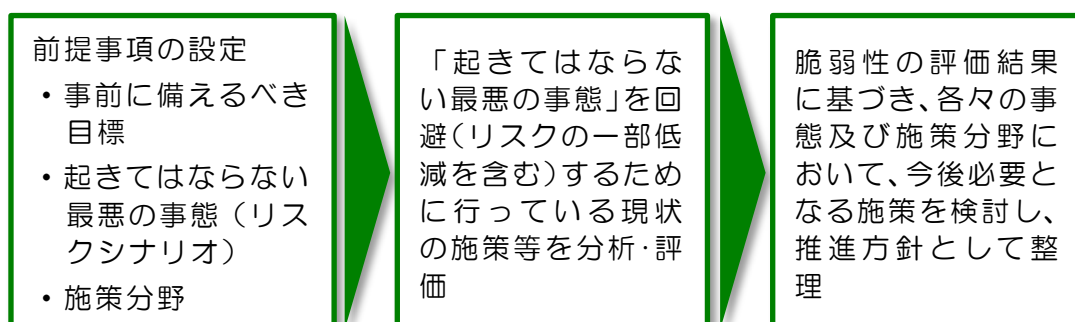 前提事項の設定
・事前に備えるべき
目標
・起きてはならない
最悪の事態（リス
クシナリオ）
・施策分野
「起きてはならな
い最悪の事態」を回
避（リスクの一部低
減を含む）するため
に行っている現状
の施策等を分析・評
価
脆弱性の評価結果
に基づき、各々の事
態及び施策分野に
おいて、今後必要と
なる施策を検討し、
推進方針として整
理